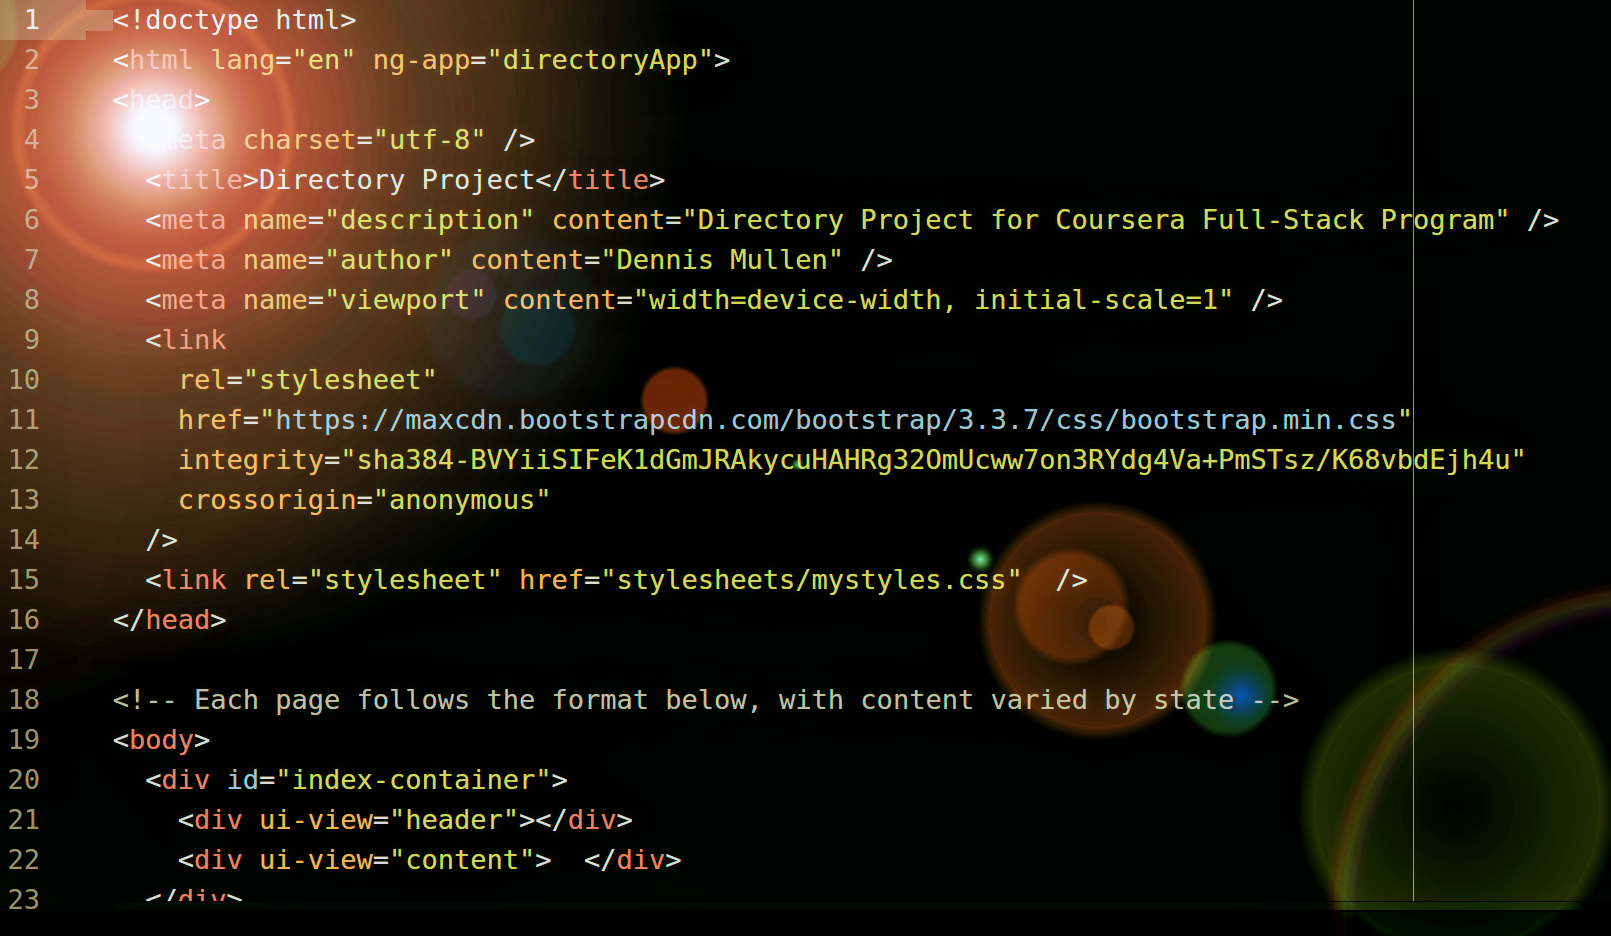 1 <!doctype html>
2 <html lang="en" ng-app="directoryApp">
3 <head>
4 meta charset="utf-8" />
5 <title>Directory Project</title>
6 <meta name="description" content="Directory Project for Coursera Full-Stack Program" />
7 <meta name="author" content="Dennis Mullen" />
8 <meta name="viewport" content="width=device-width, initial-scale=1" />
9 <link
10 rel="stylesheet"
11 href="https://maxcdn.bootstrapcdn.com/bootstrap/3.3.7/css/bootstrap.min.css"
12 integrity="sha384-BVYiiSIFeK1dGmJRAkycuHAHRg32OmUcww7on3RYdg4Va+PmSTsz/K68vbdEjh4u"
13 crossorigin="anonymous"
14 />
15 <link rel="stylesheet" href="stylesheets/mystyles.css"  />
16 </head>
17
18 <!-- Each page follows the format below, with content varied by state -->
19 <body>
20 <div id="index-container">
21 <div ui-view="header"></div>
22 <div ui-view="content">  </div>
23 </div>